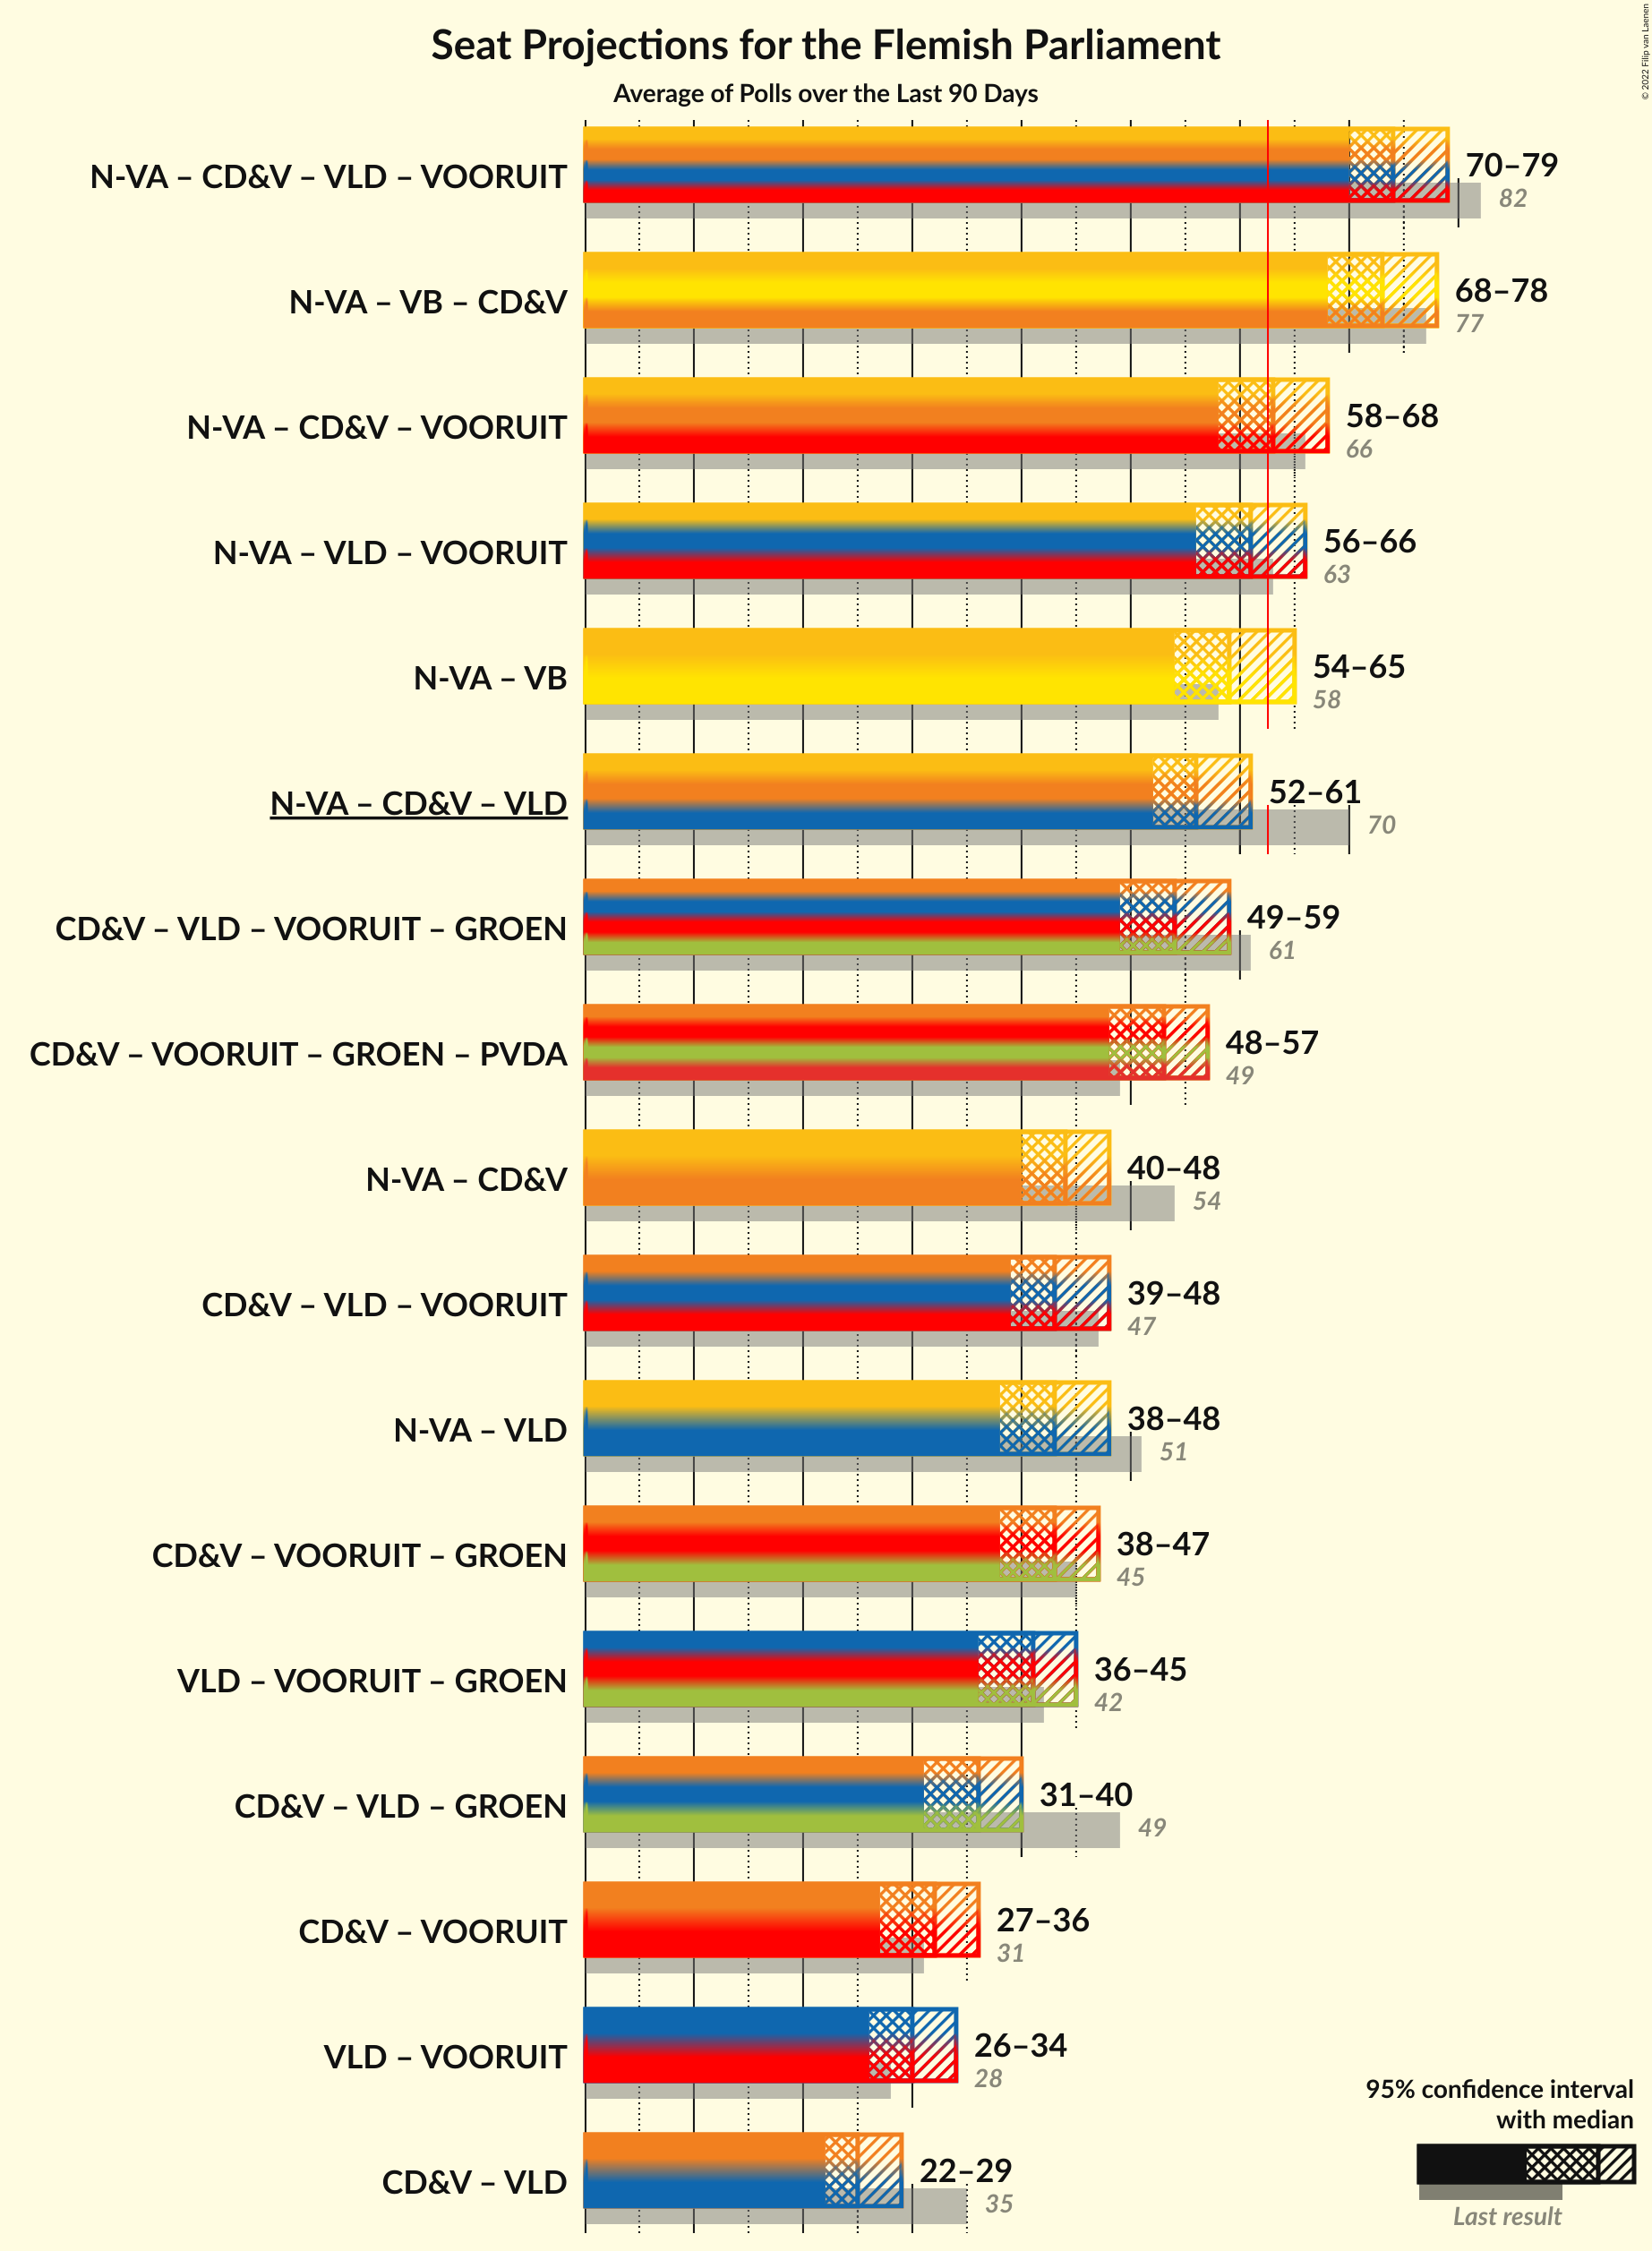 Seat Projections for the Flemish Parliament
Average of Polls over the Last 90 Days
© 2022 Filip van Laenen
N-VA – CD&V – VLD – VOORUIT
70–79
82
N-VA – VB – CD&V
68–78
77
N-VA – CD&V – VOORUIT
58–68
66
N-VA – VLD – VOORUIT
56–66
63
N-VA – VB
54–65
58
N-VA – CD&V – VLD
52–61
70
CD&V – VLD – VOORUIT – GROEN
49–59
61
CD&V – VOORUIT – GROEN – PVDA
48–57
49
N-VA – CD&V
40–48
54
CD&V – VLD – VOORUIT
39–48
47
N-VA – VLD
38–48
51
CD&V – VOORUIT – GROEN
38–47
45
VLD – VOORUIT – GROEN
36–45
42
CD&V – VLD – GROEN
31–40
49
CD&V – VOORUIT
27–36
31
VLD – VOORUIT
26–34
28
CD&V – VLD
22–29
35
95% confidence interval
with median
Last result